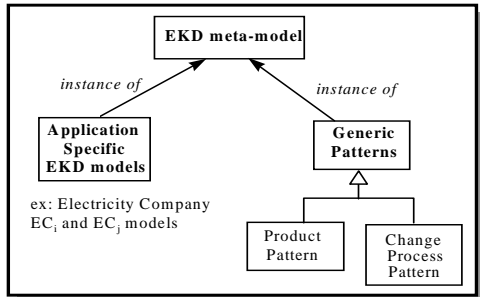 EKD meta-model
instance of
instance of
Application
Specific
EKD models
Generic
Patterns
ex: Electricity Company
ECi and ECj models
Product
Pattern
Change
Process
Pattern